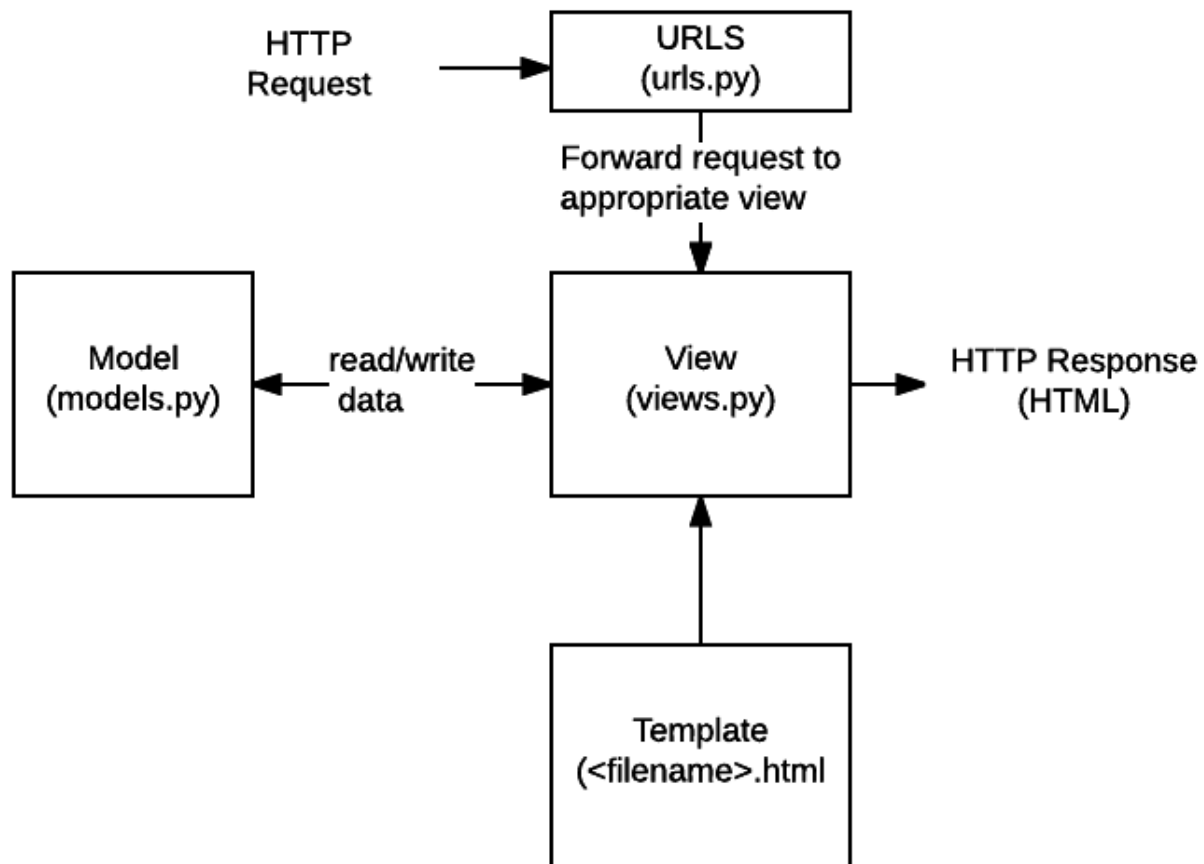 HTTP
Request
URLS
(urls.py)
Forward request to
appropriate view
Model
(models.py)
read/write
data
View
(views.py)
HTTP Response
(HTML)
Template
(<filename>.html